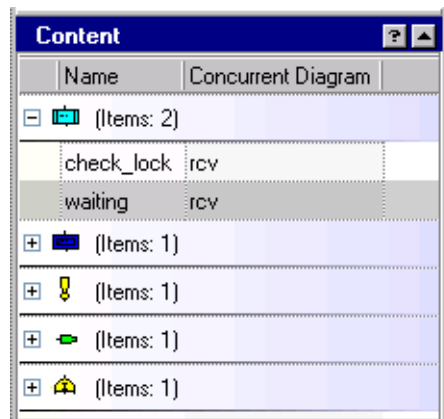 Content ?
Name Concurrent Diagram
(Items: 2)
check_lock rcv
waiting rcv
(Items: 1)
(Items: 1)
(Items: 1)
(Items: 1)